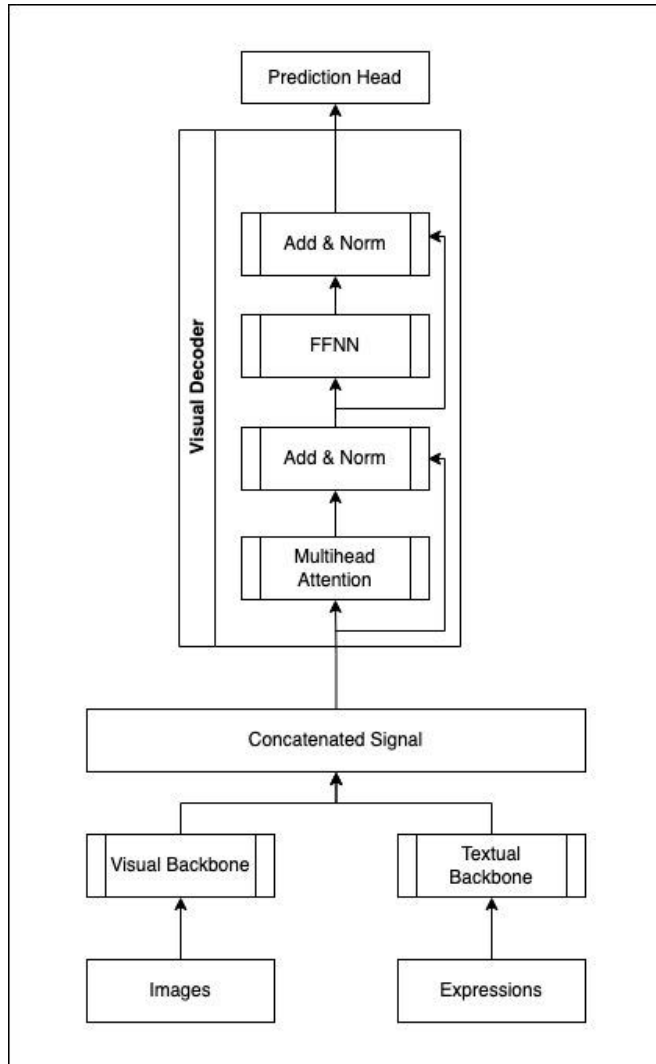 Prediction Head
Visual Decoder
Add & Norm
FFNN
Add & Norm
Multihead
Attention
Concatenated Signal
Visual Backbone
Textual
Backbone
Images
Expressions